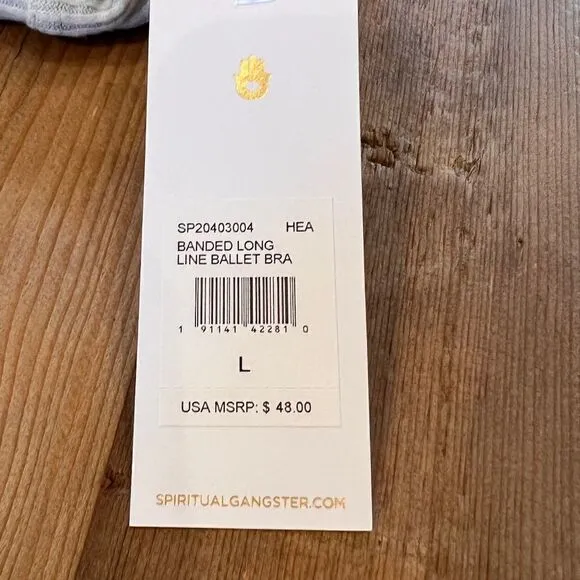 SP20403004 HEA
BANDED LONG
LINE BALLET BRA
1 91141 42281 0
L
USA MSRP: $ 48.00
SPIRITUALGANGSTER.COM